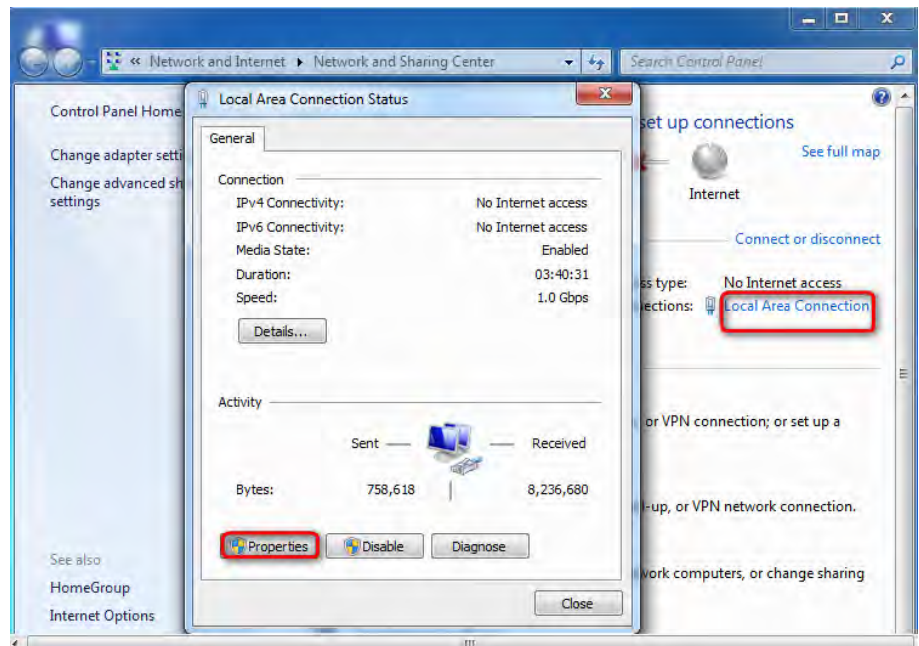 « Network and Internet ▸ Network and Sharing Center
Search Control Panel
Control Panel Home
Change adapter setti
Change advanced sh
settings
Local Area Connection Status
General
Connection
IPv4 Connectivity: No Internet access
IPv6 Connectivity: No Internet access
Media State: Enabled
Duration: 03:40:31
Speed: 1.0 Gbps
Details...
Activity
Sent Received
Bytes: 758,618 8,236,680
Properties Disable Diagnose
Close
set up connections
See full map
Internet
Connect or disconnect
ss type: No Internet access
ections: Local Area Connection
or VPN connection; or set up a
l-up, or VPN network connection.
work computers, or change sharing
See also
HomeGroup
Internet Options